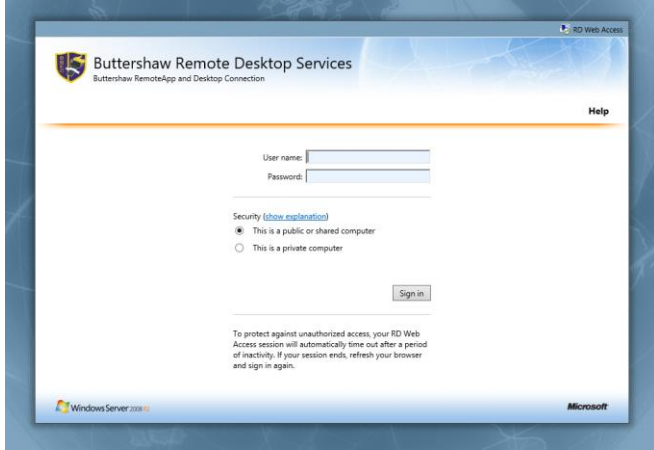 RD Web Access
Buttershaw Remote Desktop Services
Buttershaw RemoteApp and Desktop Connection
Help
User name:
Password:
Security (show explanation)
This is a public or shared computer
This is a private computer
Sign in
To protect against unauthorized access, your RD Web
Access session will automatically time out after a period
of inactivity. If your session ends, refresh your browser
and sign in again.
Windows Server 2008 R2
Microsoft